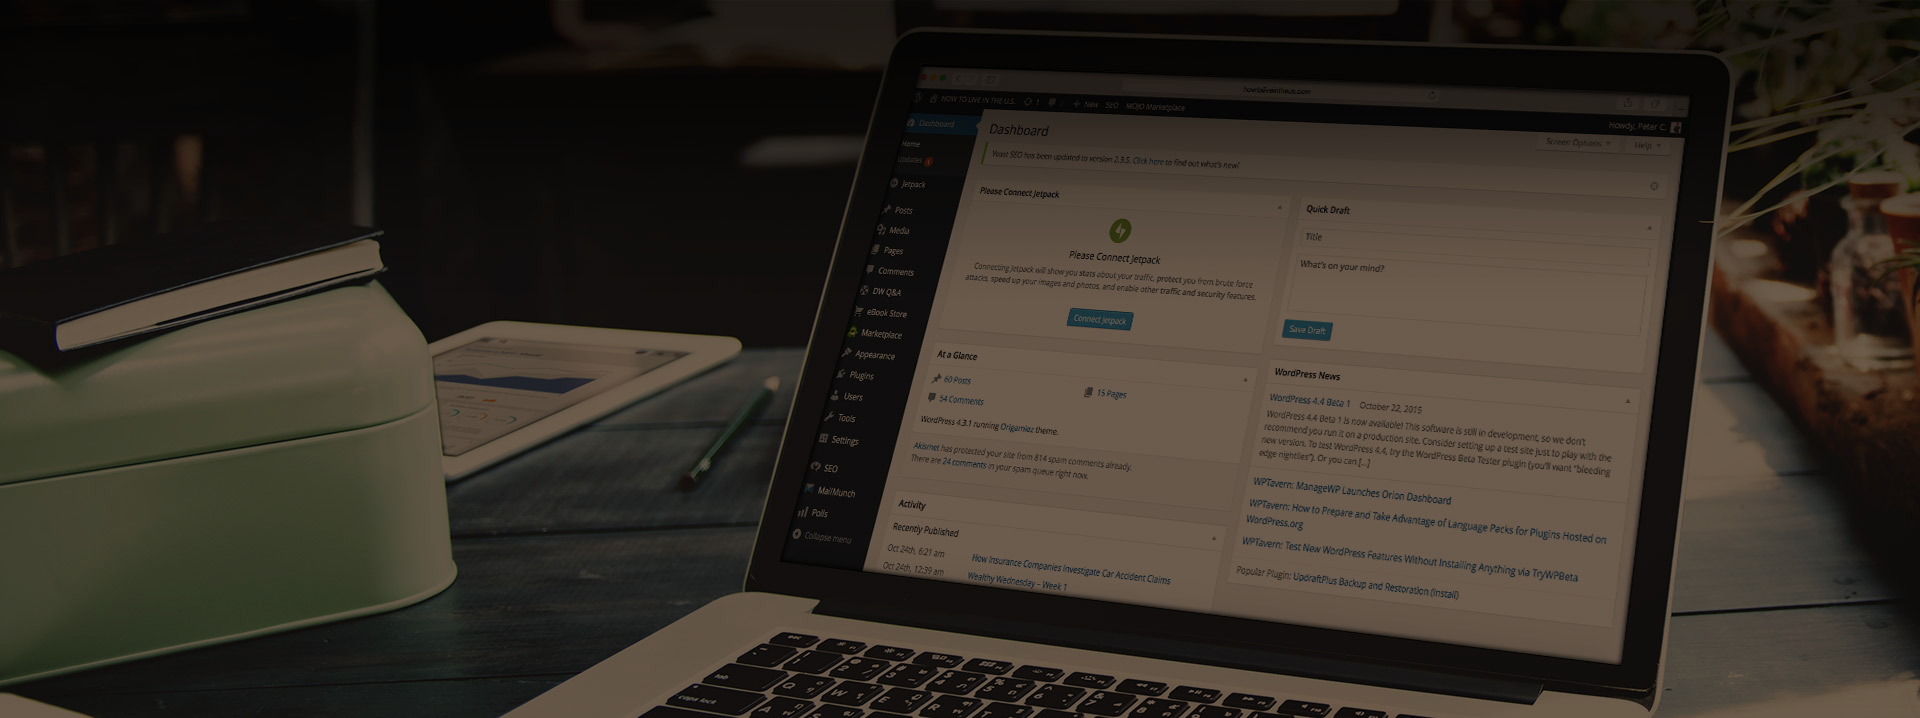 howtoliveintheus.com
HOW TO LIVE IN THE U.S. 1 New SEO MOJO Marketplace
Howdy, Peter C.
Dashboard
Home
Updates
Jetpack
Posts
Media
Pages
Comments
DW Q&A
eBook Store
Marketplace
Appearance
Plugins
Users
Tools
Settings
SEO
MailMunch
Polls
Collapse menu
Dashboard
Screen Options
Help
Yoast SEO has been updated to version 2.3.5. Click here to find out what's new!
Please Connect Jetpack
Please Connect Jetpack
Connecting Jetpack will show you stats about your traffic, protect you from brute force
attacks, speed up your images and photos, and enable other traffic and security features.
Connect Jetpack
At a Glance
60 Posts
15 Pages
54 Comments
WordPress 4.3.1 running Origamiez theme.
Akismet has protected your site from 814 spam comments already.
There are 24 comments in your spam queue right now.
Activity
Recently Published
Oct 24th, 6:21 am How Insurance Companies Investigate Car Accident Claims
Oct 24th, 12:39 am Wealthy Wednesday – Week 1
Quick Draft
Title
What's on your mind?
Save Draft
WordPress News
WordPress 4.4 Beta 1 October 22, 2015
WordPress 4.4 Beta 1 is now available! This software is still in development, so we don't
recommend you run it on a production site. Consider setting up a test site just to play with the
new version. To test WordPress 4.4, try the WordPress Beta Tester plugin (you'll want "bleeding
edge nightlies"). Or you can [...]
WPTavern: ManageWP Launches Orion Dashboard
WPTavern: How to Prepare and Take Advantage of Language Packs for Plugins Hosted on
WordPress.org
WPTavern: Test New WordPress Features Without Installing Anything via TryWPBeta
Popular Plugin: UpdraftPlus Backup and Restoration (Install)
esc
tab
Q W E R
caps lock
A